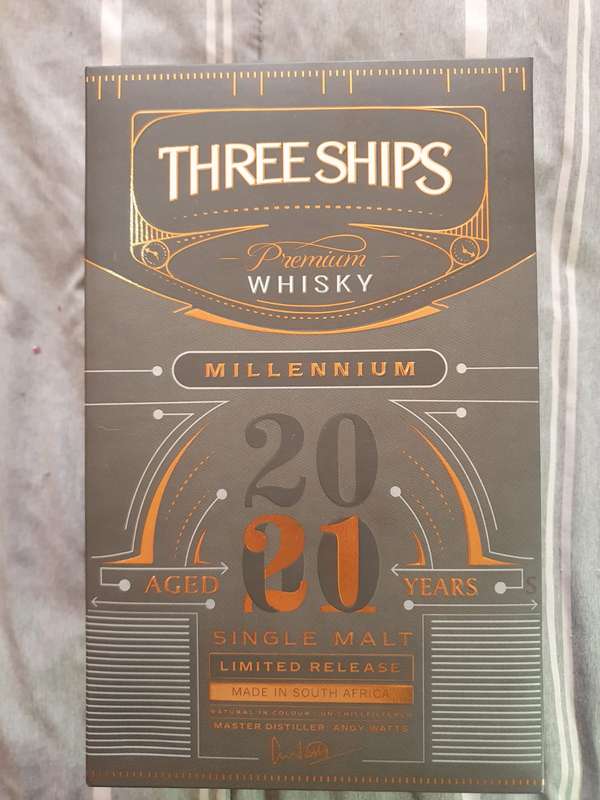 THREE SHIPS
Premium
WHISKY
MILLENNIUM
20
00
AGED 21 YEARS
SINGLE MALT
LIMITED RELEASE
MADE IN SOUTH AFRICA
NATURAL IN COLOUR UN-CHILLFILTERED
MASTER DISTILLER: ANDY WATTS